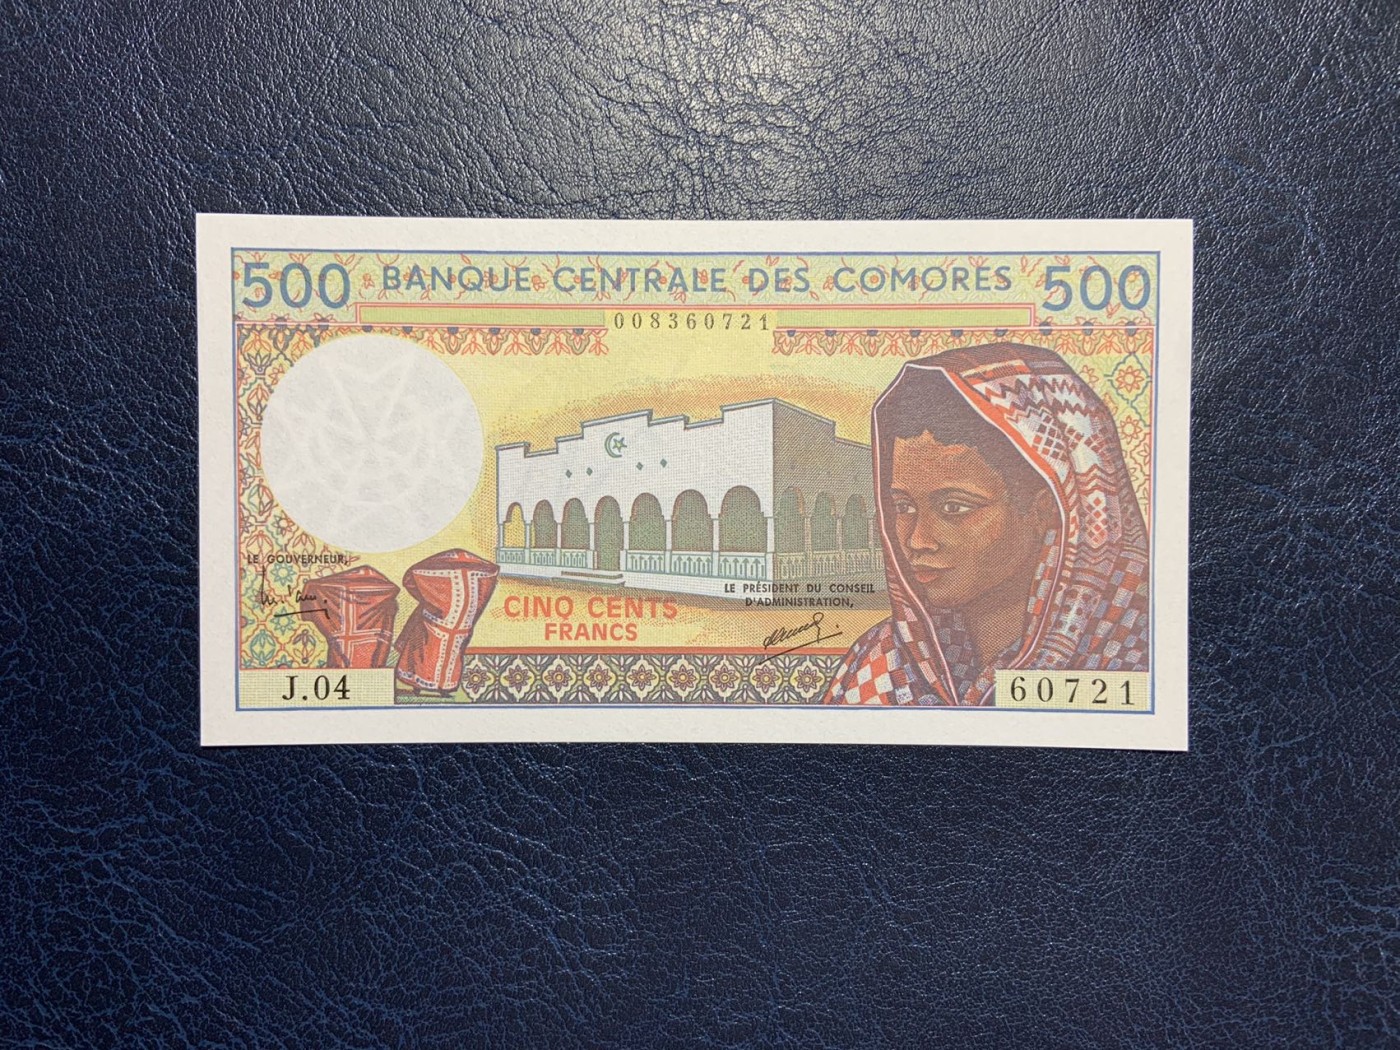 500 BANQUE CENTRALE DES COMORES 500
008360721
LE GOUVERNEUR,
CINQ CENTS
FRANCS
LE PRÉSIDENT DU CONSEIL
D'ADMINISTRATION,
J.04
60721